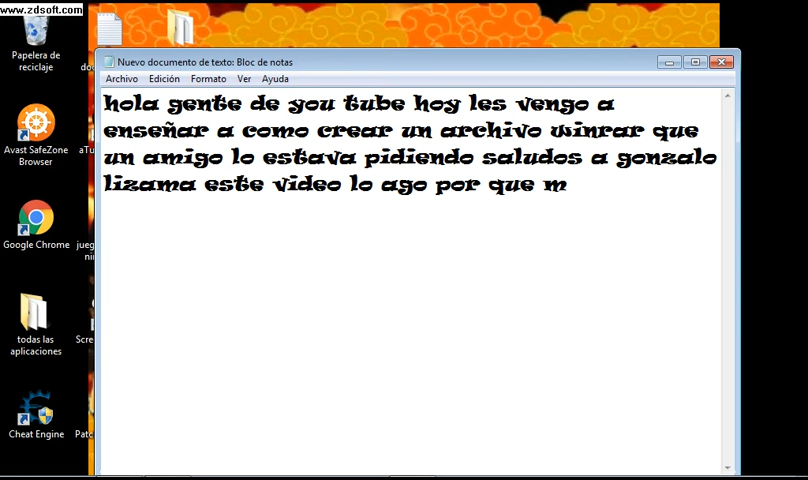 www.zdsoft.com
Papelera de
reciclaje
Nuevo documento de texto: Bloc de notas
Archivo Edición Formato Ver Ayuda
hola gente de you tube hoy les vengo a
enseñar a como crear un archivo winrar que
un amigo lo estava pidiendo saludos a gonzalo
lizama este video lo ago por que m
Avast SafeZone
Browser
Google Chrome
todas las
aplicaciones
Cheat Engine